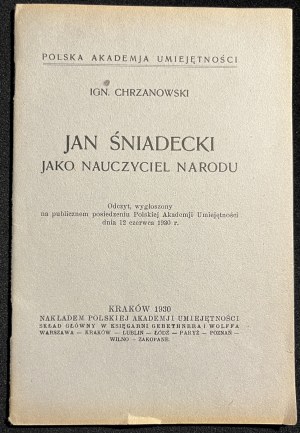 POLSKA AKADEMJA UMIEJĘTNOŚCI
IGN. CHRZANOWSKI
JAN ŚNIADECKI
JAKO NAUCZYCIEL NARODU
Odczyt, wygłoszony
na publicznem posiedzeniu Polskiej Akademji Umiejętności
dnia 12 czerwca 1930 r.
KRAKÓW 1930
NAKŁADEM POLSKIEJ AKADEMJI UMIEJĘTNOŚCI
SKŁAD GŁÓWNY W KSIĘGARNI GEBETHNERA I WOLFFA
WARSZAWA — KRAKÓW — LUBLIN — ŁÓDŹ — PARYŻ — POZNAŃ —
WILNO — ZAKOPANE